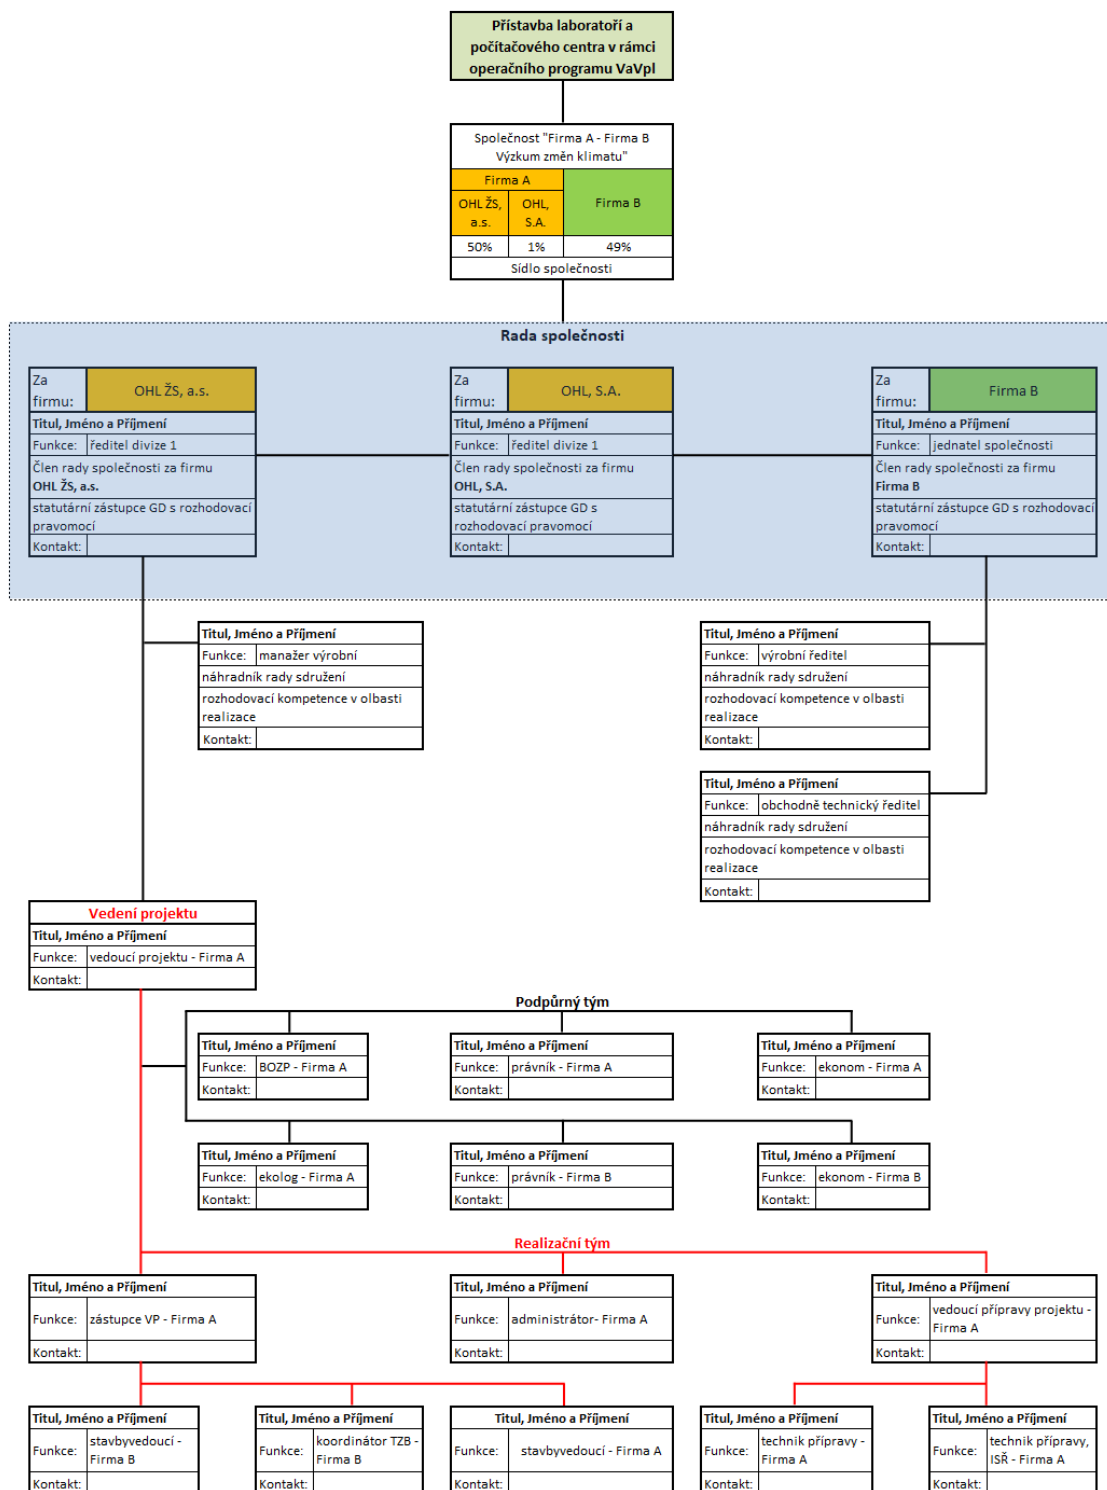 Přístavba laboratoří a
počítačového centra v rámci
operačního programu VaVpI
Společnost "Firma A - Firma B
Výzkum změn klimatu"
Firma A
OHL ŽS,
a.s.
OHL,
S.A.
Firma B
50%
1%
49%
Sídlo společnosti
Rada společnosti
Za
firmu:
OHL ŽS, a.s.
Titul, Jméno a Příjmení
Funkce: ředitel divize 1
Člen rady společnosti za firmu
OHL ŽS, a.s.
statutární zástupce GD s rozhodovací
pravomocí
Kontakt:
Za
firmu:
OHL, S.A.
Titul, Jméno a Příjmení
Funkce: ředitel divize 1
Člen rady společnosti za firmu
OHL, S.A.
statutární zástupce GD s
rozhodovací pravomocí
Kontakt:
Za
firmu:
Firma B
Titul, Jméno a Příjmení
Funkce: jednatel společnosti
Člen rady společnosti za firmu
Firma B
statutární zástupce GD s rozhodovací
pravomocí
Kontakt:
Titul, Jméno a Příjmení
Funkce: manažer výrobní
náhradník rady sdružení
rozhodovací kompetence v olbasti
realizace
Kontakt:
Titul, Jméno a Příjmení
Funkce: výrobní ředitel
náhradník rady sdružení
rozhodovací kompetence v olbasti
realizace
Kontakt:
Titul, Jméno a Příjmení
Funkce: obchodně technický ředitel
náhradník rady sdružení
rozhodovací kompetence v olbasti
realizace
Kontakt:
Vedení projektu
Titul, Jméno a Příjmení
Funkce: vedoucí projektu - Firma A
Kontakt:
Podpůrný tým
Titul, Jméno a Příjmení
Funkce: BOZP - Firma A
Kontakt:
Titul, Jméno a Příjmení
Funkce: právník - Firma A
Kontakt:
Titul, Jméno a Příjmení
Funkce: ekonom - Firma A
Kontakt:
Titul, Jméno a Příjmení
Funkce: ekolog - Firma A
Kontakt:
Titul, Jméno a Příjmení
Funkce: právník - Firma B
Kontakt:
Titul, Jméno a Příjmení
Funkce: ekonom - Firma B
Kontakt:
Realizační tým
Titul, Jméno a Příjmení
Funkce: zástupce VP - Firma A
Kontakt:
Titul, Jméno a Příjmení
Funkce: administrátor- Firma A
Kontakt:
Titul, Jméno a Příjmení
Funkce: vedoucí přípravy projektu -
Firma A
Kontakt:
Titul, Jméno a Příjmení
Funkce: stavbyvedoucí -
Firma B
Kontakt:
Titul, Jméno a Příjmení
Funkce: koordinátor TZB -
Firma B
Kontakt:
Titul, Jméno a Příjmení
Funkce: stavbyvedoucí - Firma A
Kontakt:
Titul, Jméno a Příjmení
Funkce: technik přípravy -
Firma A
Kontakt:
Titul, Jméno a Příjmení
Funkce: technik přípravy,
ISŘ - Firma A
Kontakt: